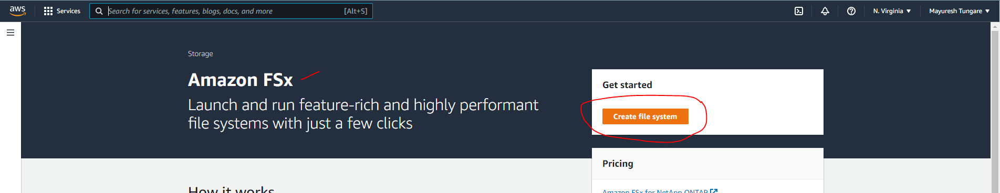 aws
Services
Search for services, features, blogs, docs, and more
[Alt+S]
N. Virginia
Mayuresh Tungare
Storage
Amazon FSx
Launch and run feature-rich and highly performant
file systems with just a few clicks
Get started
Create file system
Pricing
Amazon FSx for NetApp ONTAP
How it works